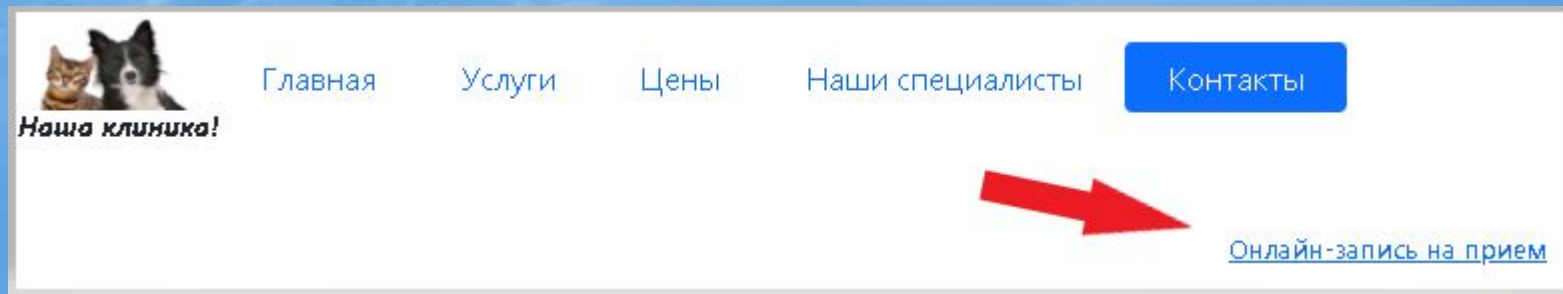 Главная Услуги Цены Наши специалисты Контакты
Наша клиника!
Онлайн-запись на прием